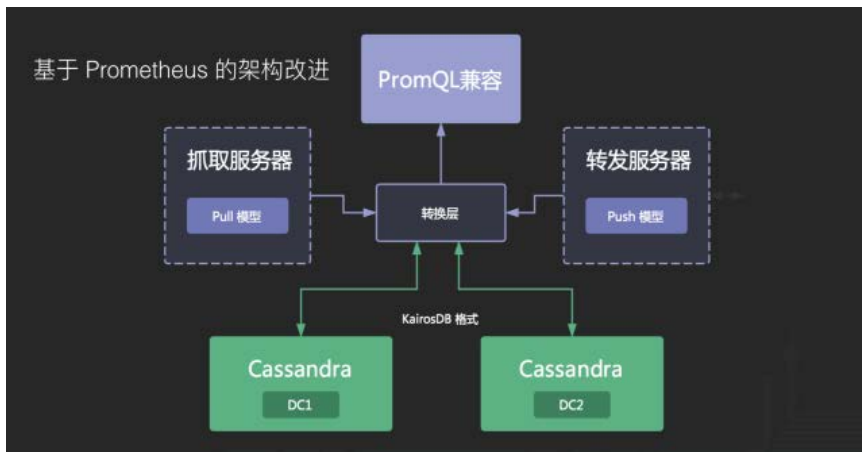 基于 Prometheus 的架构改进
PromQL兼容
抓取服务器
转发服务器
Pull 模型
转换层
Push 模型
KairosDB 格式
Cassandra
Cassandra
DC1
DC2